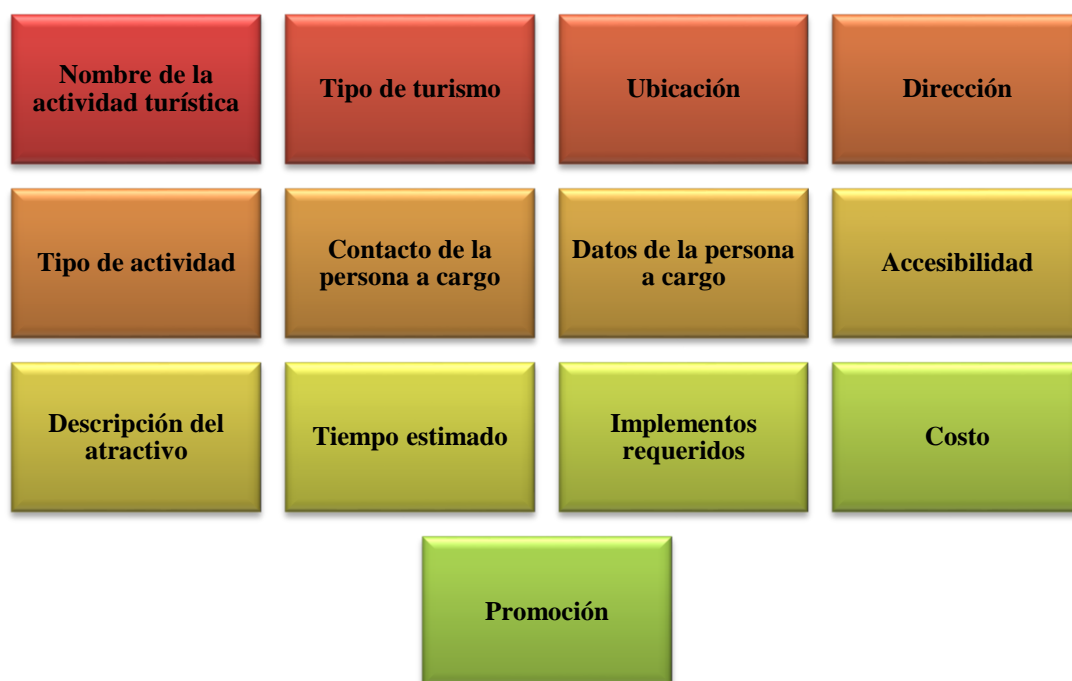 Nombre de la
actividad turística
Tipo de turismo
Ubicación
Dirección
Tipo de actividad
Contacto de la
persona a cargo
Datos de la persona
a cargo
Accesibilidad
Descripción del
atractivo
Tiempo estimado
Implementos
requeridos
Costo
Promoción